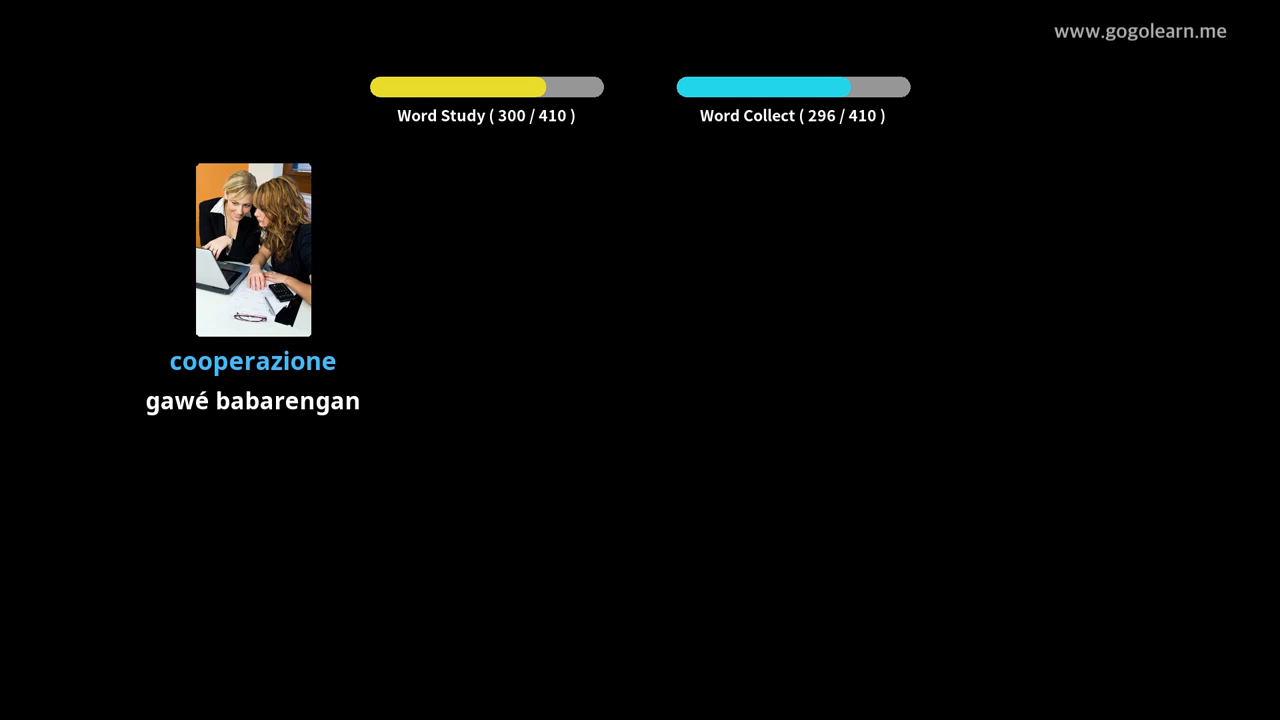 www.gogolearn.me
Word Study ( 300 / 410 )
Word Collect ( 296 / 410 )
cooperazione
gawé babarengan